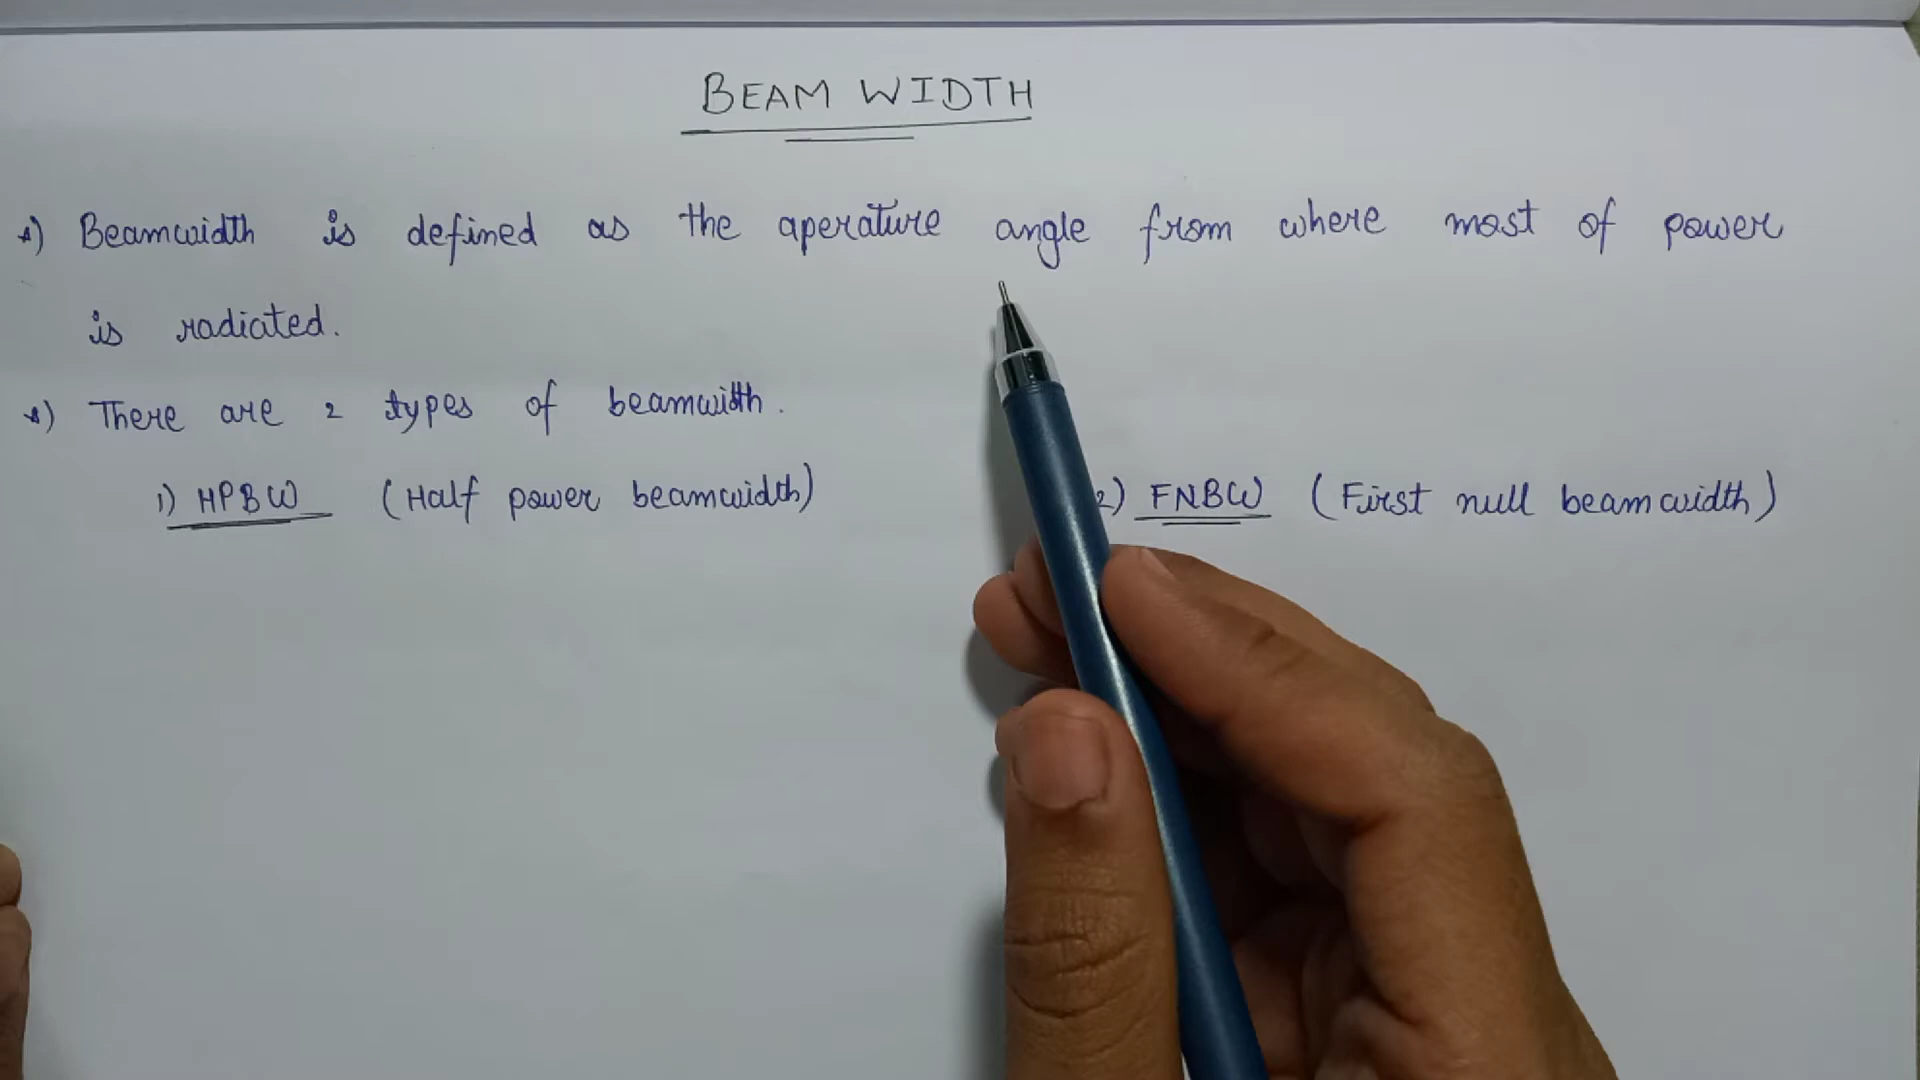 BEAM WIDTH
*) Beamwidth is defined as the aperature angle from where most of power
is radiated.
*) There are 2 types of beamwidth.
1) HPBW (Half power beamwidth) 2) FNBW (First null beamwidth)